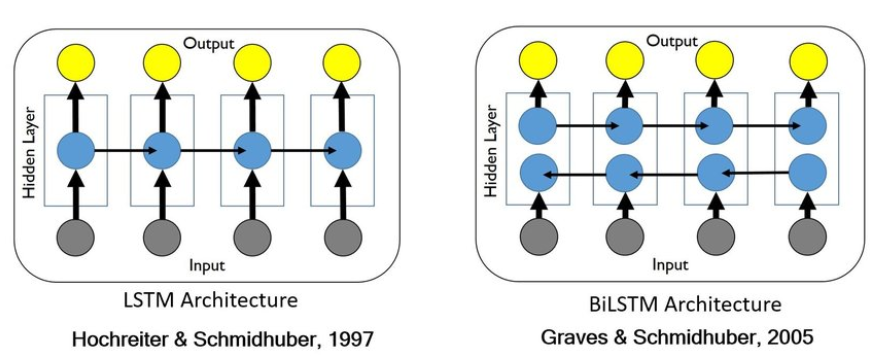 Output
Hidden Layer
Input
LSTM Architecture
Hochreiter & Schmidhuber, 1997
Output
Hidden Layer
Input
BiLSTM Architecture
Graves & Schmidhuber, 2005